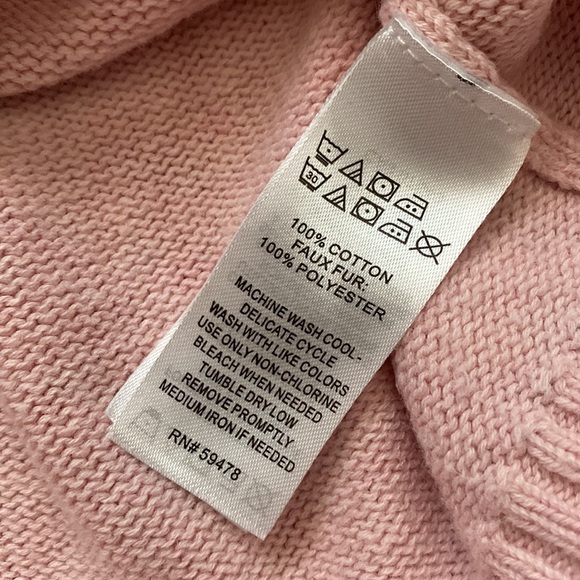 30
100% COTTON
FAUX FUR:
100% POLYESTER
MACHINE WASH COOL-
DELICATE CYCLE
WASH WITH LIKE COLORS
USE ONLY NON-CHLORINE
BLEACH WHEN NEEDED
TUMBLE DRY LOW
REMOVE PROMPTLY
MEDIUM IRON IF NEEDED
RN# 59478